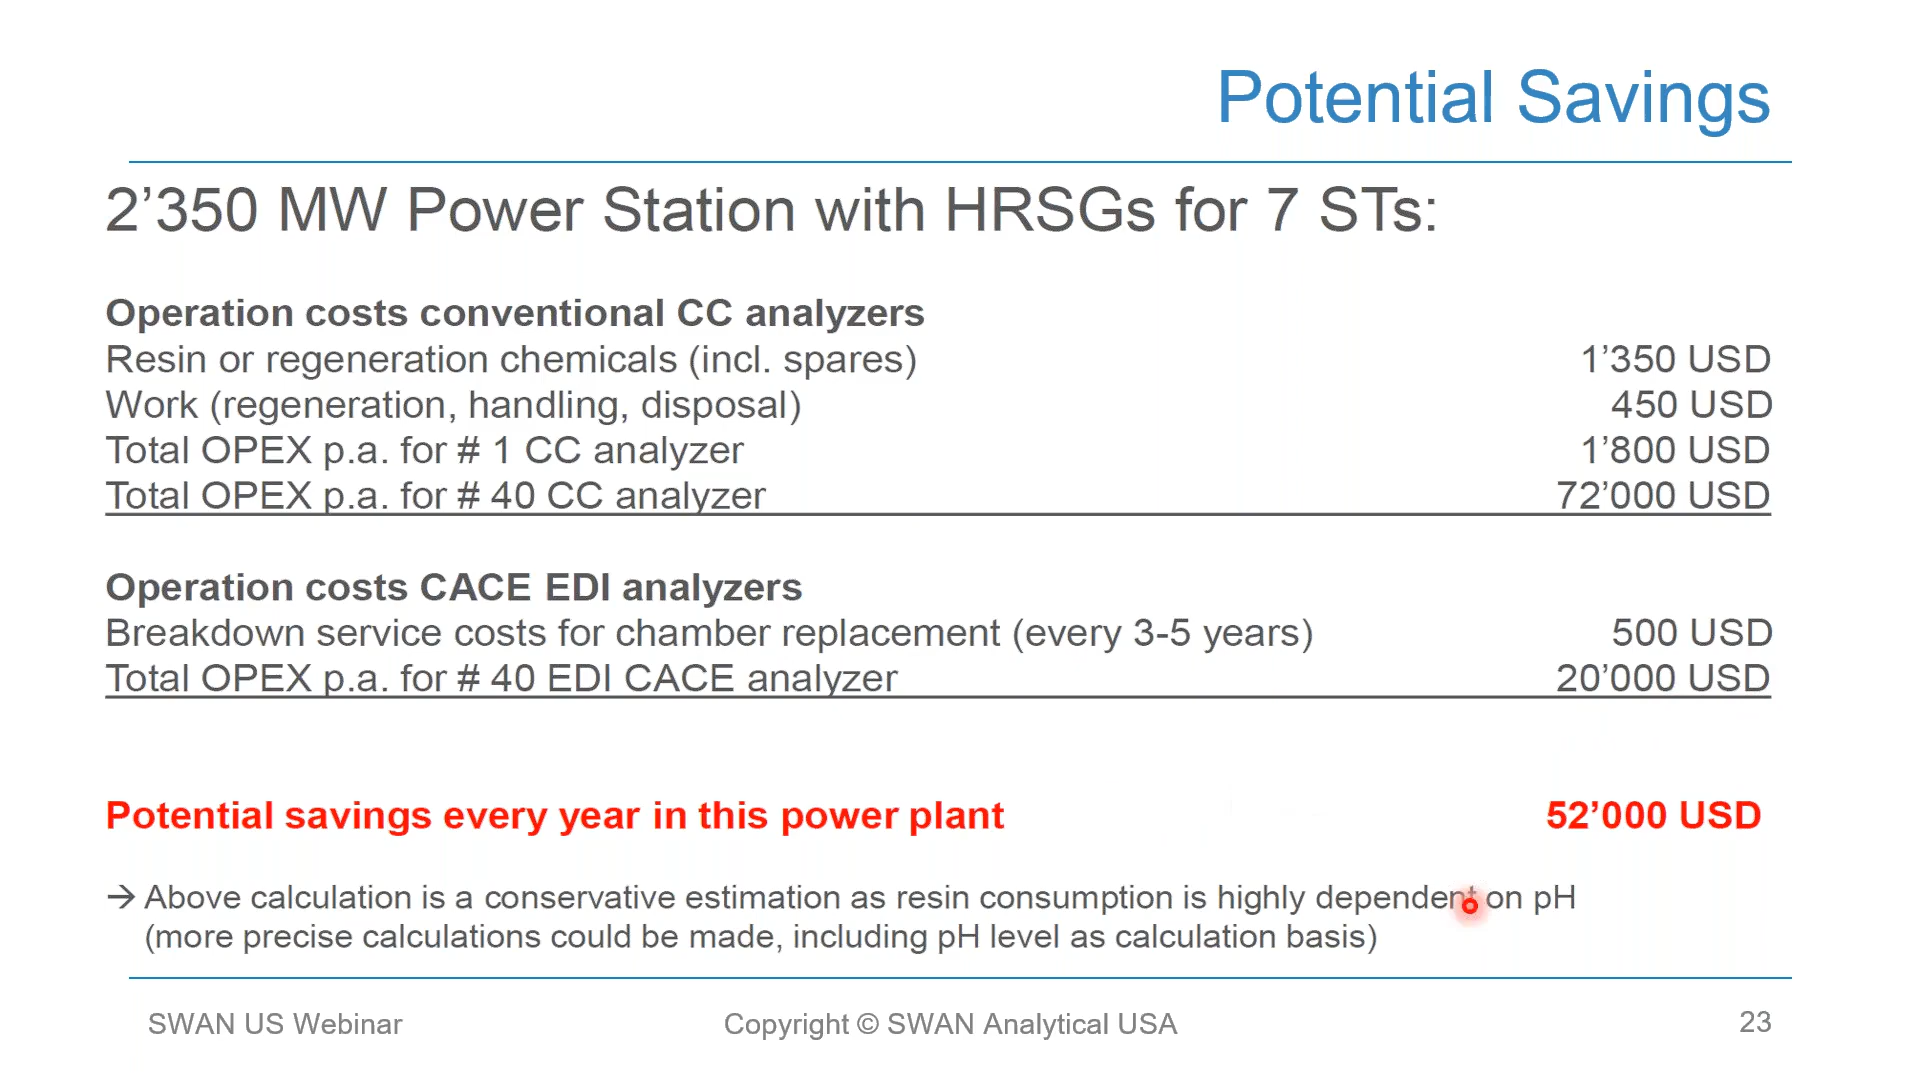 Potential Savings
2’350 MW Power Station with HRSGs for 7 STs:
Operation costs conventional CC analyzers
Resin or regeneration chemicals (incl. spares) 1’350 USD
Work (regeneration, handling, disposal) 450 USD
Total OPEX p.a. for # 1 CC analyzer 1’800 USD
Total OPEX p.a. for # 40 CC analyzer 72’000 USD
Operation costs CACE EDI analyzers
Breakdown service costs for chamber replacement (every 3-5 years) 500 USD
Total OPEX p.a. for # 40 EDI CACE analyzer 20’000 USD
Potential savings every year in this power plant 52’000 USD
→ Above calculation is a conservative estimation as resin consumption is highly dependent on pH
(more precise calculations could be made, including pH level as calculation basis)
SWAN US Webinar Copyright © SWAN Analytical USA 23